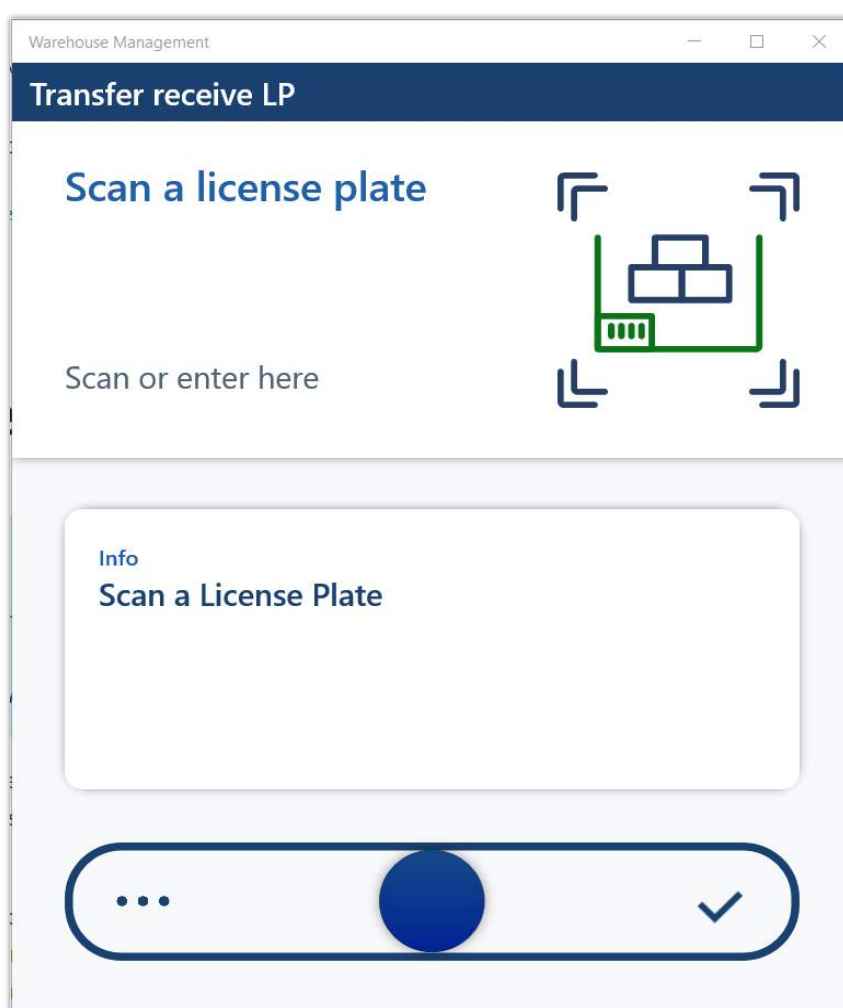 Warehouse Management
Transfer receive LP
Scan a license plate
Scan or enter here
Info
Scan a License Plate